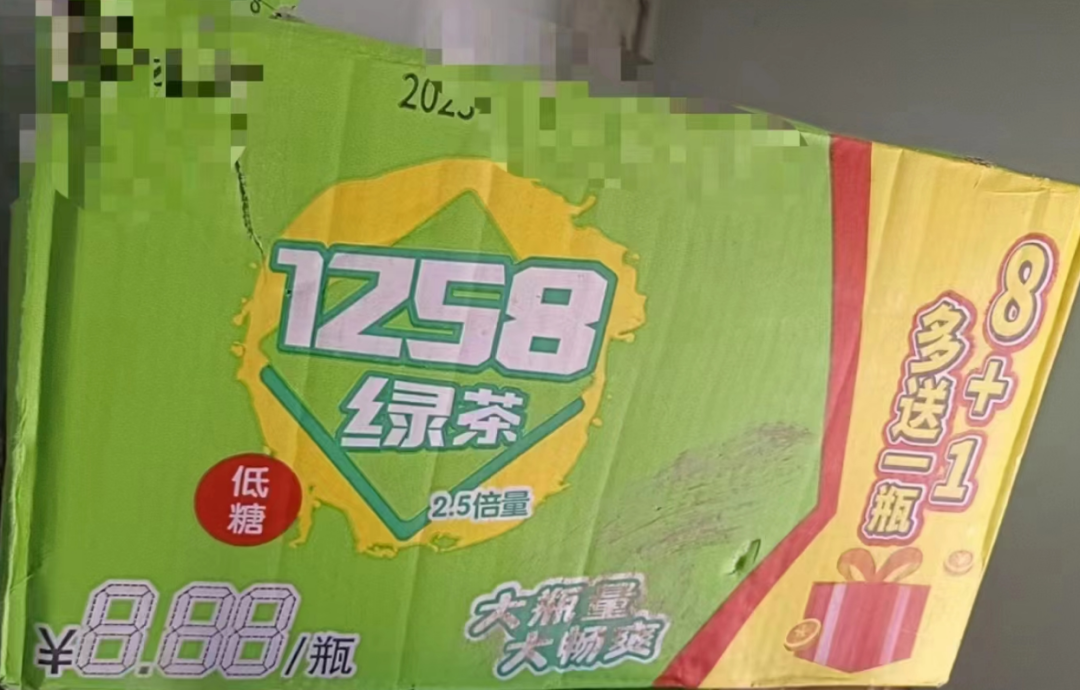 2023
1258
绿茶
2.5倍量
低
糖
¥8.88/瓶
大瓶量
大畅爽
8+1
多送一瓶